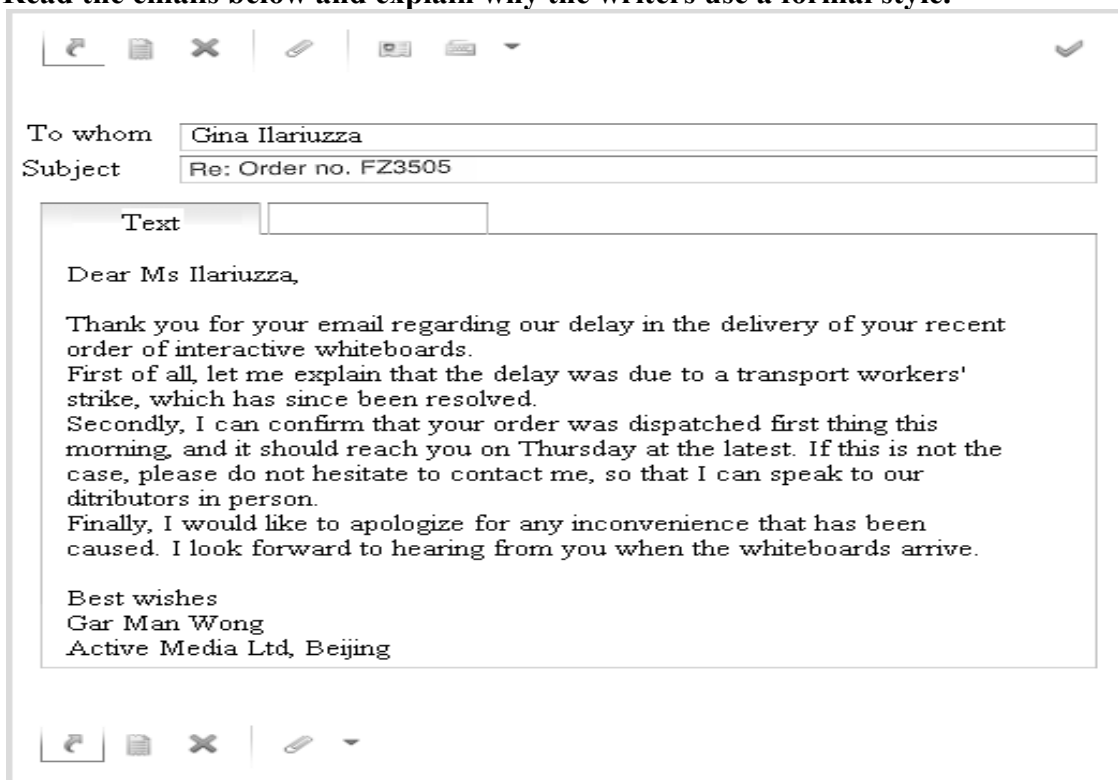 Read the emails below and explain why the writers use a formal style.
To whom Gina Ilariuzza
Subject Re: Order no. FZ3505
Text
Dear Ms Ilariuzza,
Thank you for your email regarding our delay in the delivery of your recent
order of interactive whiteboards.
First of all, let me explain that the delay was due to a transport workers'
strike, which has since been resolved.
Secondly, I can confirm that your order was dispatched first thing this
morning, and it should reach you on Thursday at the latest. If this is not the
case, please do not hesitate to contact me, so that I can speak to our
ditributors in person.
Finally, I would like to apologize for any inconvenience that has been
caused. I look forward to hearing from you when the whiteboards arrive.
Best wishes
Gar Man Wong
Active Media Ltd, Beijing